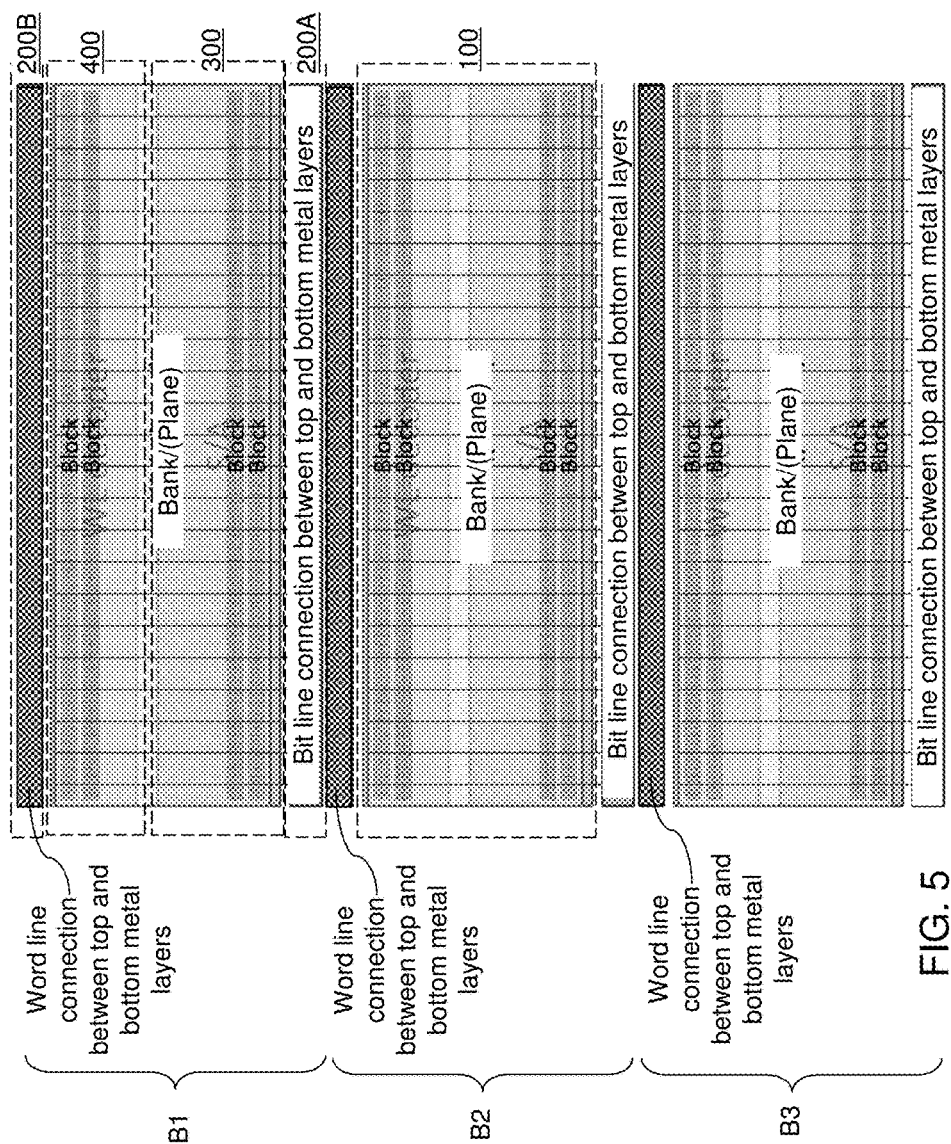 200B
400
300
200A
100
Word line
connection
between top and
bottom metal
layers
B1
Block
Block
Bank/(Plane)
Block
Block
Bit line connection between top and bottom metal layers
Word line
connection
between top and
bottom metal
layers
B2
Block
Block
Bank/(Plane)
Block
Block
Bit line connection between top and bottom metal layers
Word line
connection
between top and
bottom metal
layers
B3
Block
Block
Bank/(Plane)
Block
Block
Bit line connection between top and bottom metal layers
FIG. 5